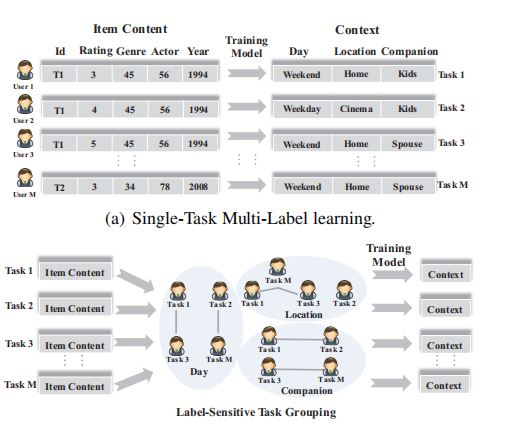 Item Content Context
Id Rating Genre Actor Year Training Model Day Location Companion
User 1 T1 3 45 56 1994 Weekend Home Kids Task 1
User 2 T1 4 45 56 1994 Weekday Cinema Kids Task 2
User 3 T1 5 45 56 1994 Weekend Home Spouse Task 3
User M T2 3 34 78 2008 Weekend Home Spouse Task M
(a) Single-Task Multi-Label learning.
Training
Model
Task 1 Item Content Task M Context
Task 1 Task 2 Task 1 Task 3 Task 2
Task 2 Item Content Location Context
Task 3 Item Content Task 1 Task 2 Context
Task 3 Task M Task 3 Task M
Day
Task M Item Content Companion Context
Label-Sensitive Task Grouping